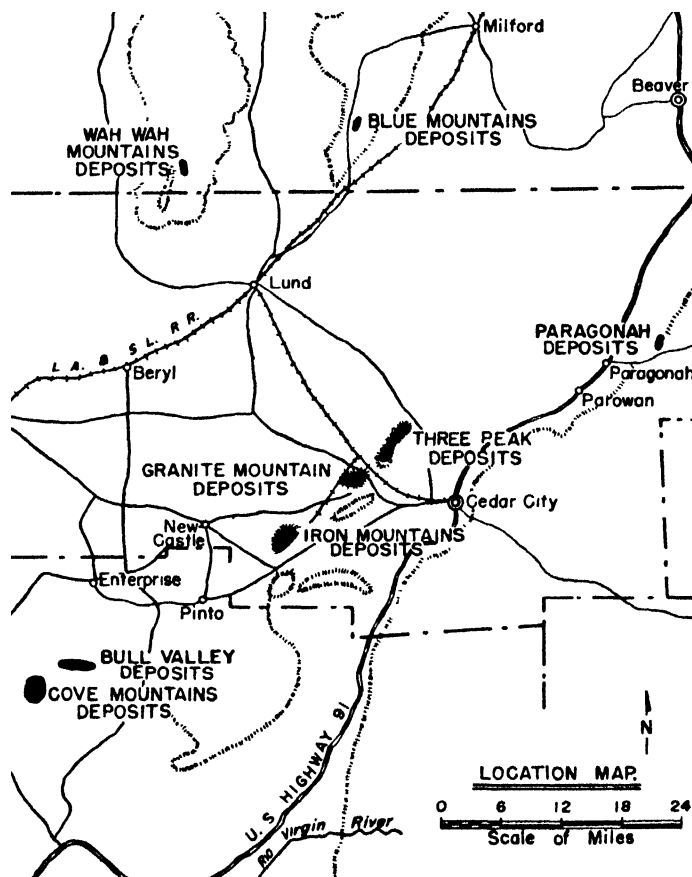 Milford
Beaver
BLUE MOUNTAINS
DEPOSITS
WAH WAH
MOUNTAINS
DEPOSITS
Lund
L. A. & S L. RR.
Beryl
PARAGONAH
DEPOSITS
Paragonah
Parowan
THREE PEAK
DEPOSITS
GRANITE MOUNTAIN
DEPOSITS
Cedar City
New
Castle
IRON MOUNTAINS
DEPOSITS
Enterprise
Pinto
BULL VALLEY
DEPOSITS
COVE MOUNTAINS
DEPOSITS
U. S. HIGHWAY 91
Rio Virgin River
N
LOCATION MAP.
0 6 12 18 24
Scale of Miles